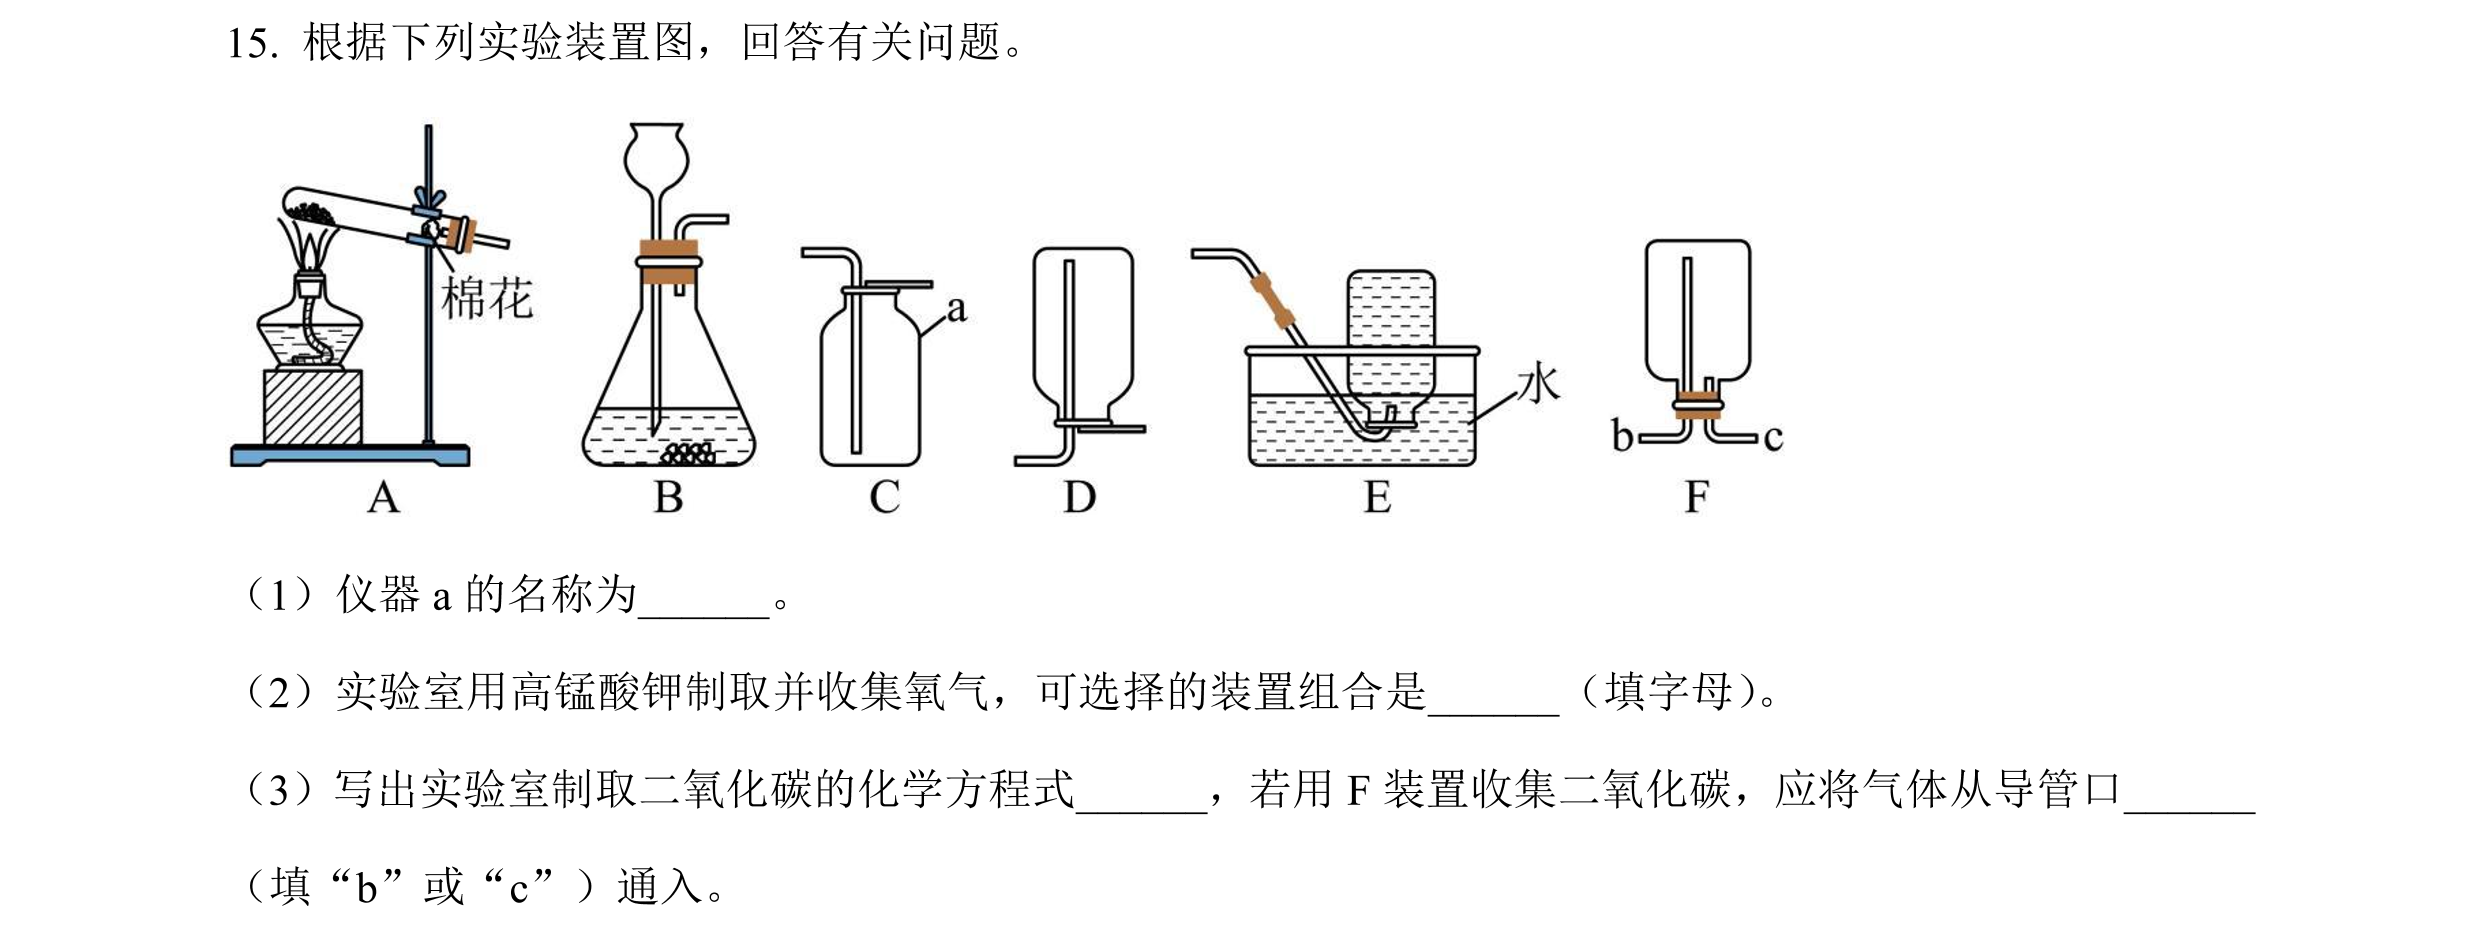 15. 根据下列实验装置图，回答有关问题。
棉花
a
水
b
c
A
B
C
D
E
F
（1）仪器 a 的名称为______。
（2）实验室用高锰酸钾制取并收集氧气，可选择的装置组合是______（填字母）。
（3）写出实验室制取二氧化碳的化学方程式______，若用 F 装置收集二氧化碳，应将气体从导管口______
（填“b”或“c”）通入。